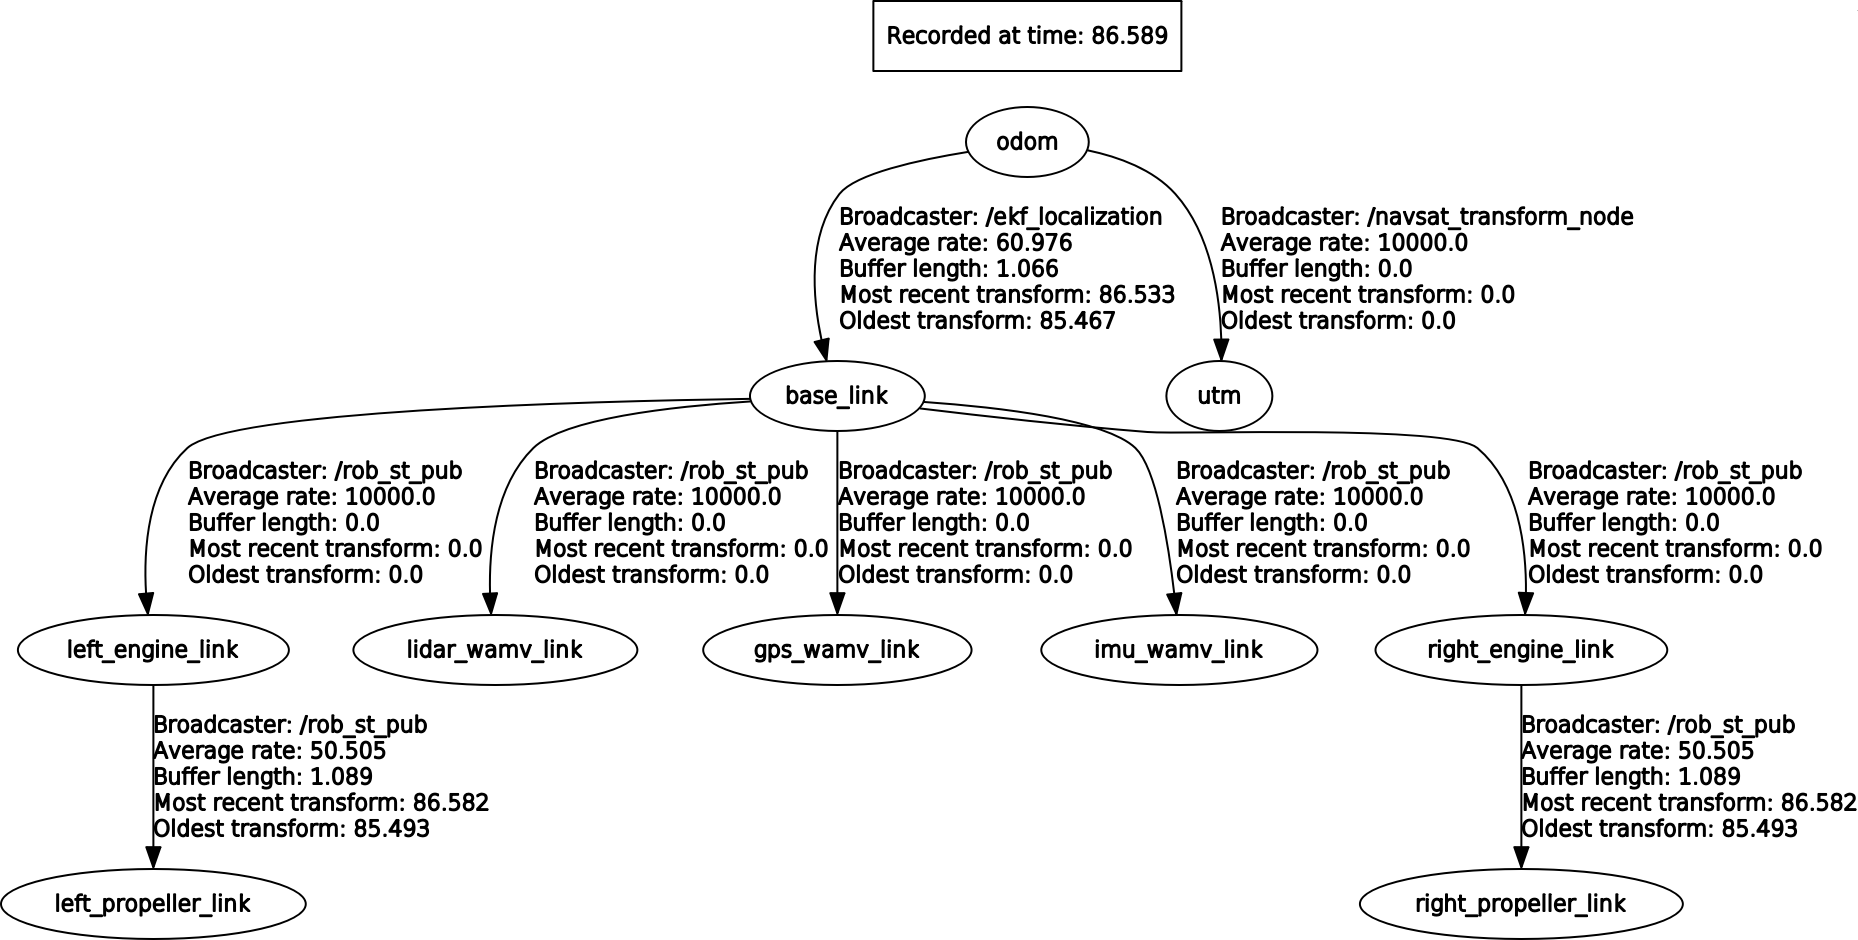 Recorded at time: 86.589
odom
Broadcaster: /ekf_localization
Average rate: 60.976
Buffer length: 1.066
Most recent transform: 86.533
Oldest transform: 85.467
Broadcaster: /navsat_transform_node
Average rate: 10000.0
Buffer length: 0.0
Most recent transform: 0.0
Oldest transform: 0.0
base_link
utm
Broadcaster: /rob_st_pub
Average rate: 10000.0
Buffer length: 0.0
Most recent transform: 0.0
Oldest transform: 0.0
Broadcaster: /rob_st_pub
Average rate: 10000.0
Buffer length: 0.0
Most recent transform: 0.0
Oldest transform: 0.0
Broadcaster: /rob_st_pub
Average rate: 10000.0
Buffer length: 0.0
Most recent transform: 0.0
Oldest transform: 0.0
Broadcaster: /rob_st_pub
Average rate: 10000.0
Buffer length: 0.0
Most recent transform: 0.0
Oldest transform: 0.0
Broadcaster: /rob_st_pub
Average rate: 10000.0
Buffer length: 0.0
Most recent transform: 0.0
Oldest transform: 0.0
left_engine_link
lidar_wamv_link
gps_wamv_link
imu_wamv_link
right_engine_link
Broadcaster: /rob_st_pub
Average rate: 50.505
Buffer length: 1.089
Most recent transform: 86.582
Oldest transform: 85.493
Broadcaster: /rob_st_pub
Average rate: 50.505
Buffer length: 1.089
Most recent transform: 86.582
Oldest transform: 85.493
left_propeller_link
right_propeller_link